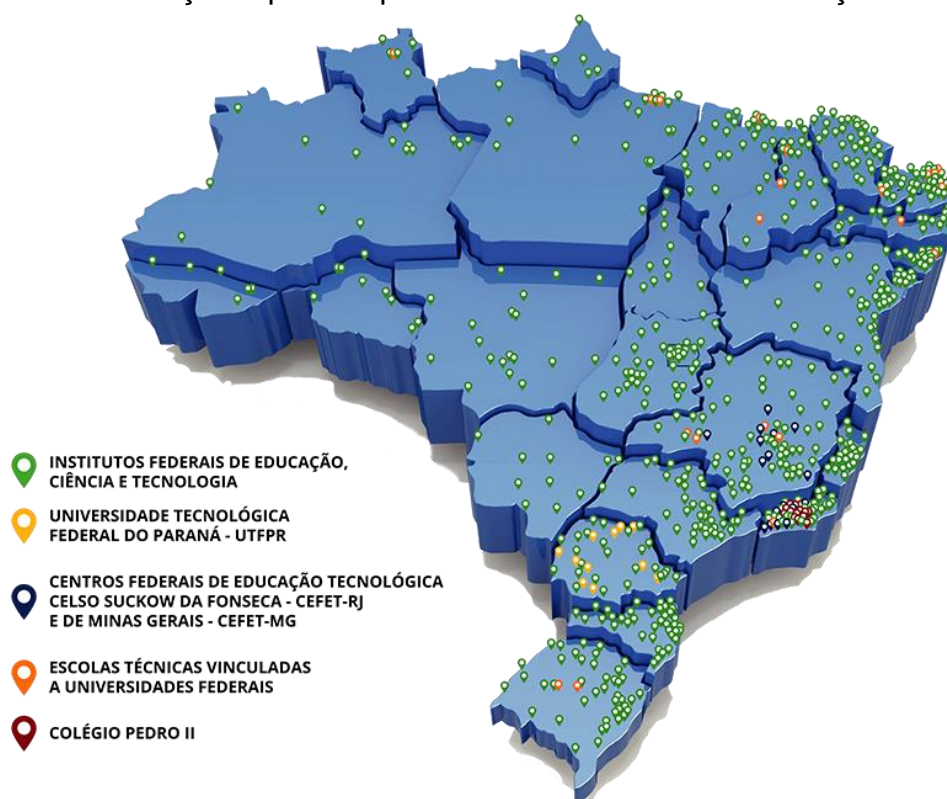 INSTITUTOS FEDERAIS DE EDUCAÇÃO,
CIÊNCIA E TECNOLOGIA
UNIVERSIDADE TECNOLÓGICA
FEDERAL DO PARANÁ - UTFPR
CENTROS FEDERAIS DE EDUCAÇÃO TECNOLÓGICA
CELSO SUCKOW DA FONSECA - CEFET-RJ
E DE MINAS GERAIS - CEFET-MG
ESCOLAS TÉCNICAS VINCULADAS
A UNIVERSIDADES FEDERAIS
COLÉGIO PEDRO II